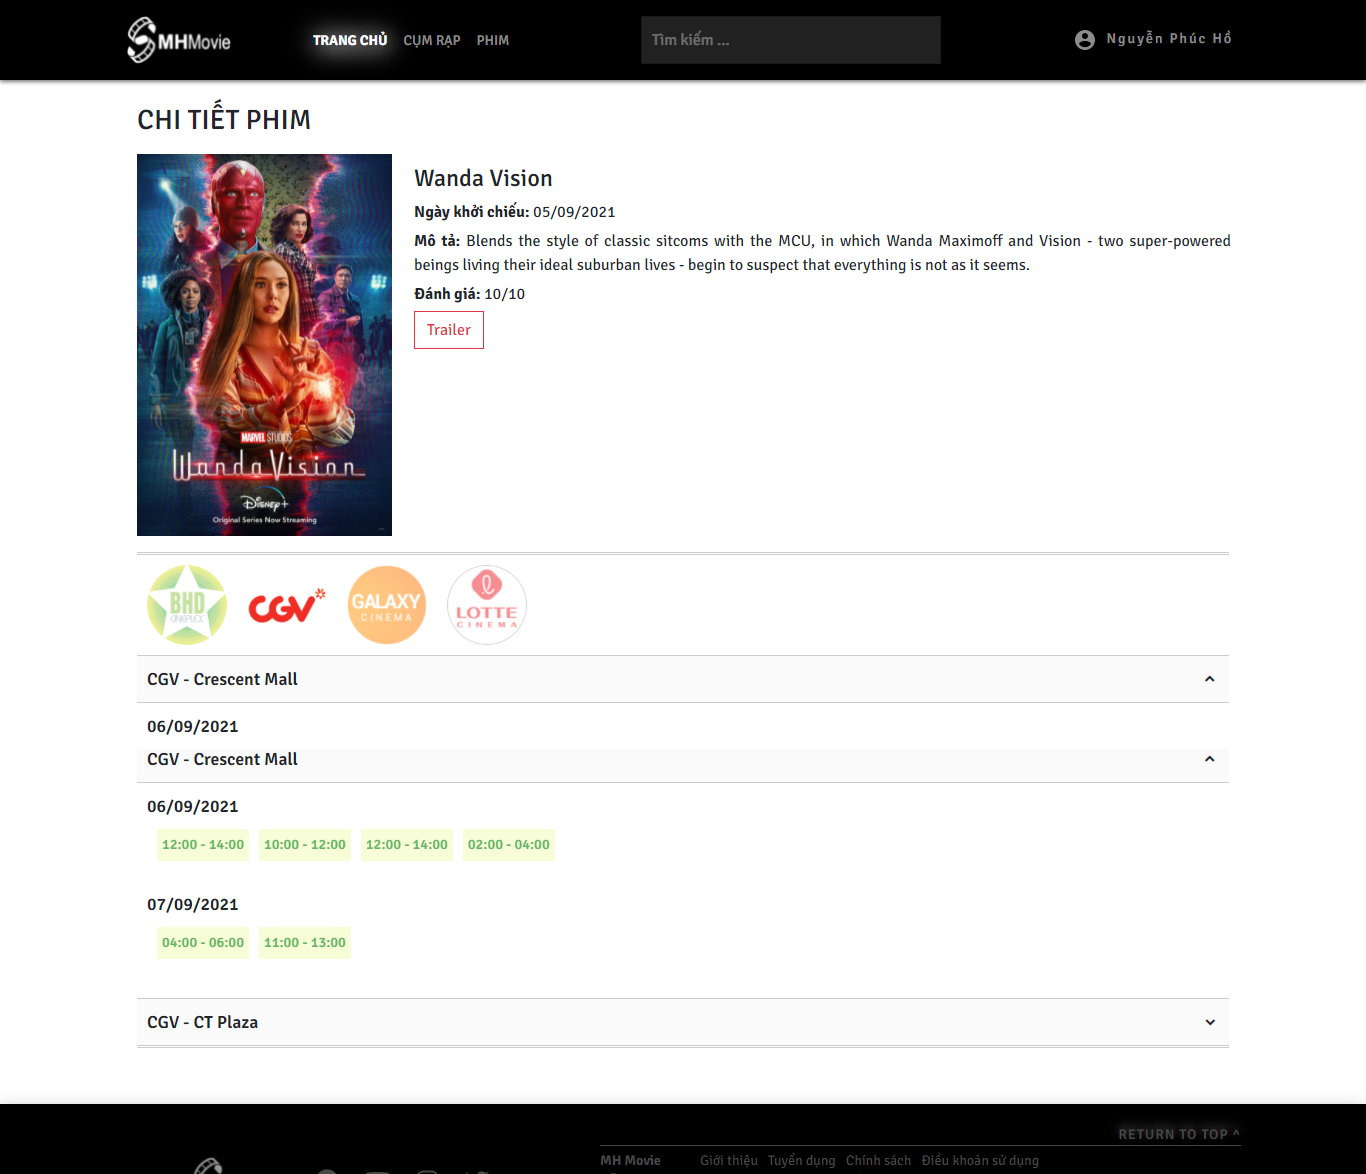 SMHMovie
TRANG CHỦ CỤM RẠP PHIM
Tìm kiếm ...
Nguyễn Phúc Hồ
CHI TIẾT PHIM
MARVEL STUDIOS
WandaVision
Disney+
Original Series Now Streaming
Wanda Vision
Ngày khởi chiếu: 05/09/2021
Mô tả: Blends the style of classic sitcoms with the MCU, in which Wanda Maximoff and Vision - two super-powered
beings living their ideal suburban lives - begin to suspect that everything is not as it seems.
Đánh giá: 10/10
Trailer
BHD
CINEPLEX
CGV
GALAXY
CINEMA
LOTTE
CINEMA
CGV - Crescent Mall
06/09/2021
CGV - Crescent Mall
06/09/2021
12:00 - 14:00 10:00 - 12:00 12:00 - 14:00 02:00 - 04:00
07/09/2021
04:00 - 06:00 11:00 - 13:00
CGV - CT Plaza
RETURN TO TOP ^
MH Movie Giới thiệu Tuyển dụng Chính sách Điều khoản sử dụng